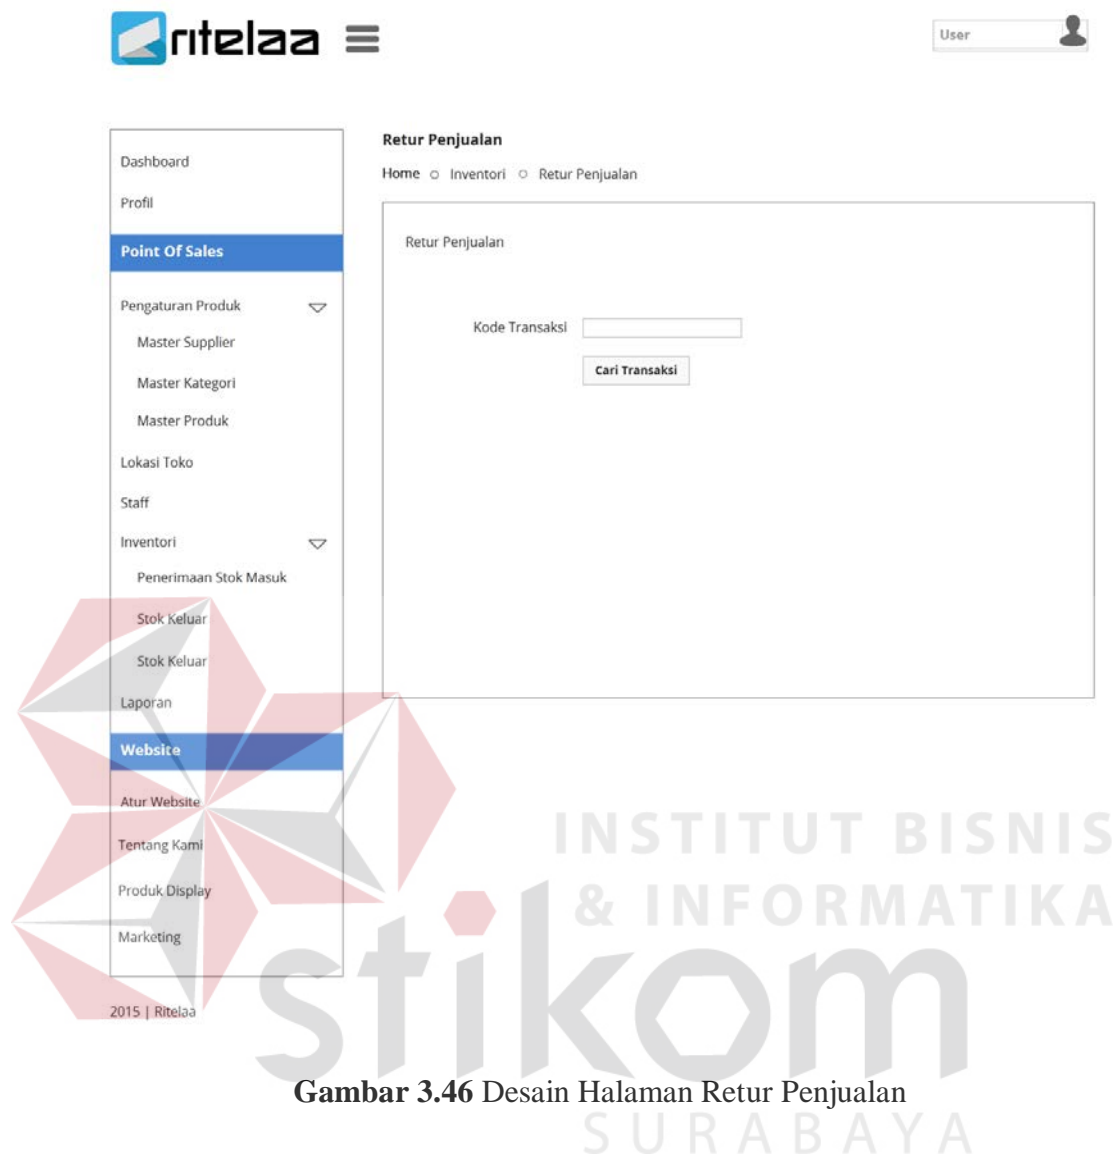 ritelaa
User
Dashboard
Profil
Point Of Sales
Pengaturan Produk
Master Supplier
Master Kategori
Master Produk
Lokasi Toko
Staff
Inventori
Penerimaan Stok Masuk
Stok Keluar
Stok Keluar
Laporan
Website
Atur Website
Tentang Kami
Produk Display
Marketing
2015 | Ritelaa
Retur Penjualan
Home Inventori Retur Penjualan
Retur Penjualan
Kode Transaksi
Cari Transaksi
INSTITUT BISNIS
& INFORMATIKA
stikom
SURABAYA
Gambar 3.46 Desain Halaman Retur Penjualan